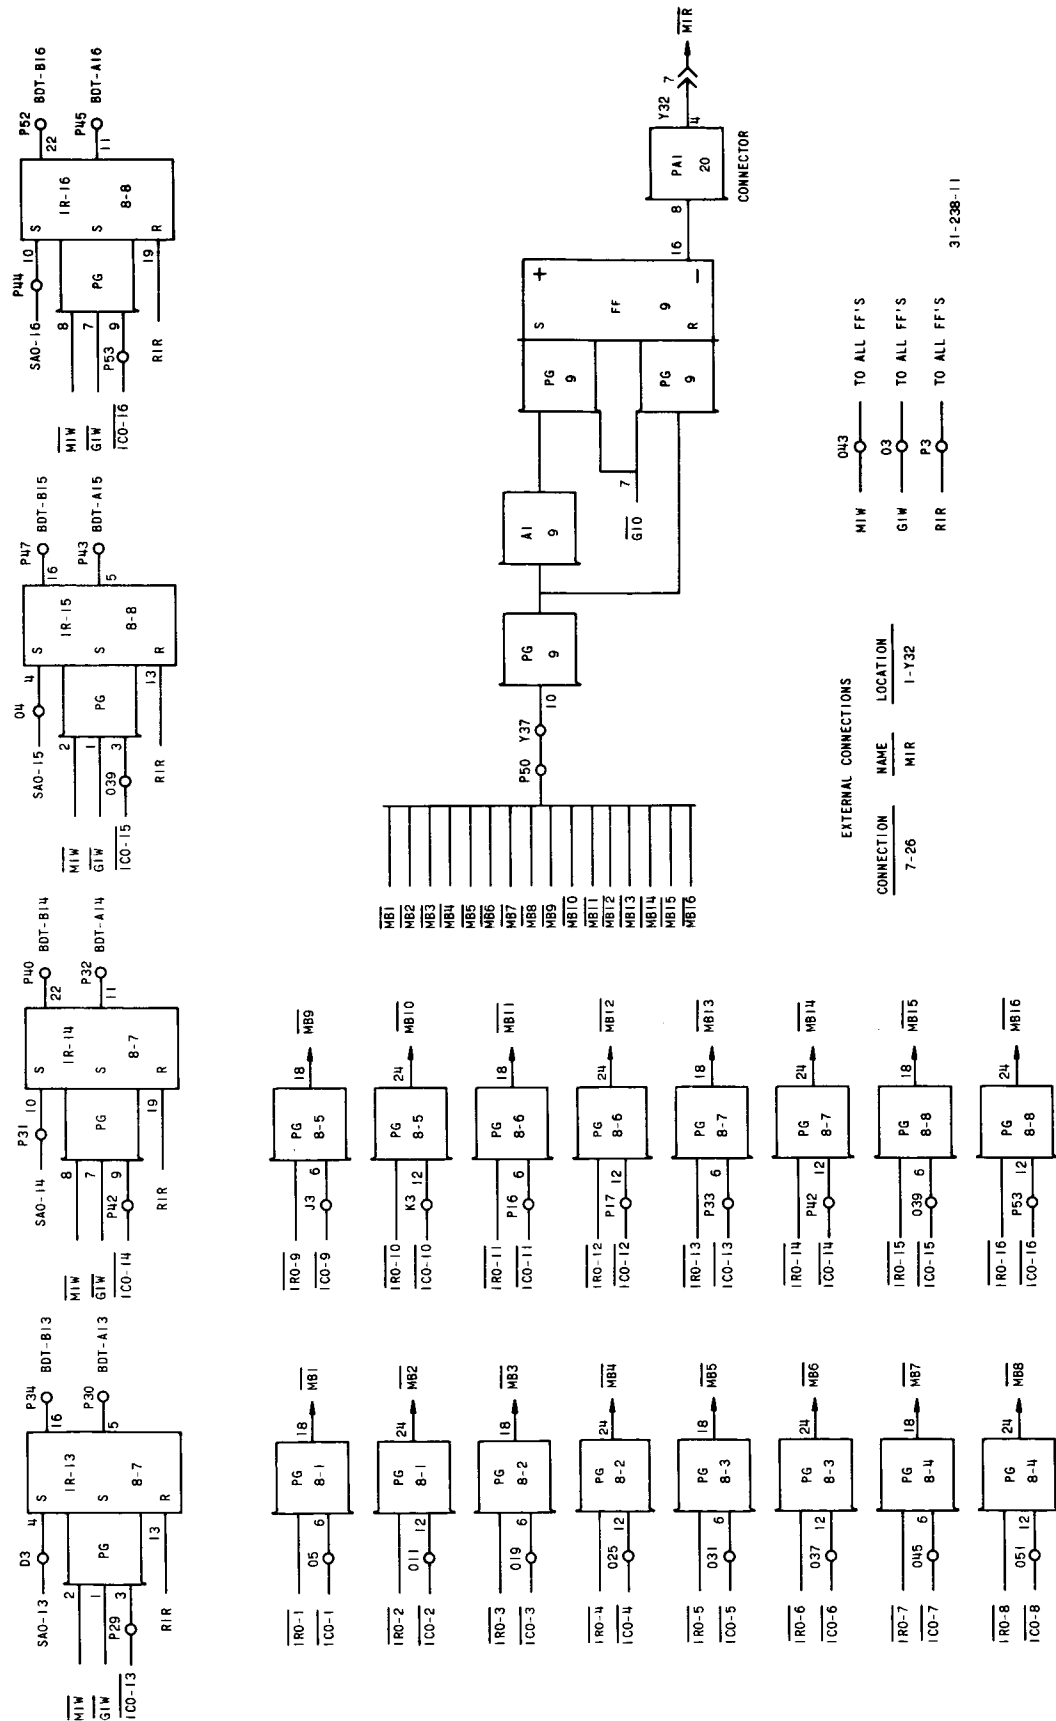 SAO-13
D3
4
S
IR-13
S
8-7
R
16
P34
BDT-B13
5
P30
BDT-A13
MIW
2
GIW
1
ICO-13
P29
3
PG
RIR
13
SAO-14
P31
10
S
IR-14
S
8-7
R
22
P40
BDT-B14
11
P32
BDT-A14
MIW
8
GIW
7
ICO-14
P42
9
PG
RIR
19
SAO-15
O4
4
S
IR-15
S
8-8
R
16
P47
BDT-B15
5
P43
BDT-A15
MIW
2
GIW
1
ICO-15
O39
3
PG
RIR
13
SAO-16
P44
10
S
IR-16
S
8-8
R
22
P52
BDT-B16
11
P45
BDT-A16
MIW
8
GIW
7
ICO-16
P53
9
PG
RIR
19
IRO-1
ICO-1
O5
6
PG
8-1
18
MB1
IRO-2
ICO-2
O11
12
PG
8-1
24
MB2
IRO-3
ICO-3
O19
6
PG
8-2
18
MB3
IRO-4
ICO-4
O25
12
PG
8-2
24
MB4
IRO-5
ICO-5
O31
6
PG
8-3
18
MB5
IRO-6
ICO-6
O37
12
PG
8-3
24
MB6
IRO-7
ICO-7
O45
6
PG
8-4
18
MB7
IRO-8
ICO-8
O51
12
PG
8-4
24
MB8
IRO-9
ICO-9
J3
6
PG
8-5
18
MB9
IRO-10
ICO-10
K3
12
PG
8-5
24
MB10
IRO-11
ICO-11
P16
6
PG
8-6
18
MB11
IRO-12
ICO-12
P17
12
PG
8-6
24
MB12
IRO-13
ICO-13
P33
6
PG
8-7
18
MB13
IRO-14
ICO-14
P42
12
PG
8-7
24
MB14
IRO-15
ICO-15
O39
6
PG
8-8
18
MB15
IRO-16
ICO-16
P53
12
PG
8-8
24
MB16
MB1
MB2
MB3
MB4
MB5
MB6
MB7
MB8
MB9
MB10
MB11
MB12
MB13
MB14
MB15
MB16
P50
Y37
10
PG
9
AI
9
GIO
7
PG
9
PG
9
S
+
FF
9
R
−
16
8
PAI
20
CONNECTOR
4
Y32
7
MIR
EXTERNAL CONNECTIONS
CONNECTION NAME LOCATION
7-26 MIR 1-Y32
MIW O43 TO ALL FF'S
GIW O3 TO ALL FF'S
RIR P3 TO ALL FF'S
31-238-11